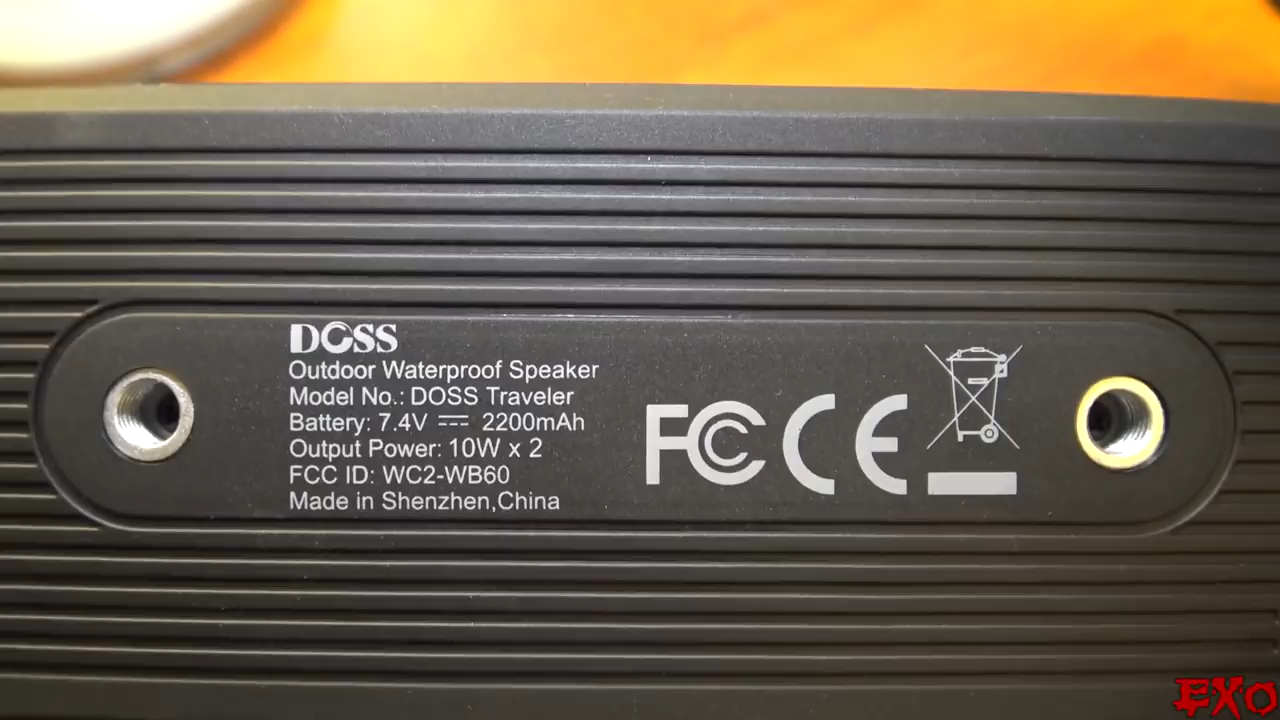 DOSS
Outdoor Waterproof Speaker
Model No.: DOSS Traveler
Battery: 7.4V ⎓ 2200mAh
Output Power: 10W x 2
FCC ID: WC2-WB60
Made in Shenzhen,China
FC CE
EXO